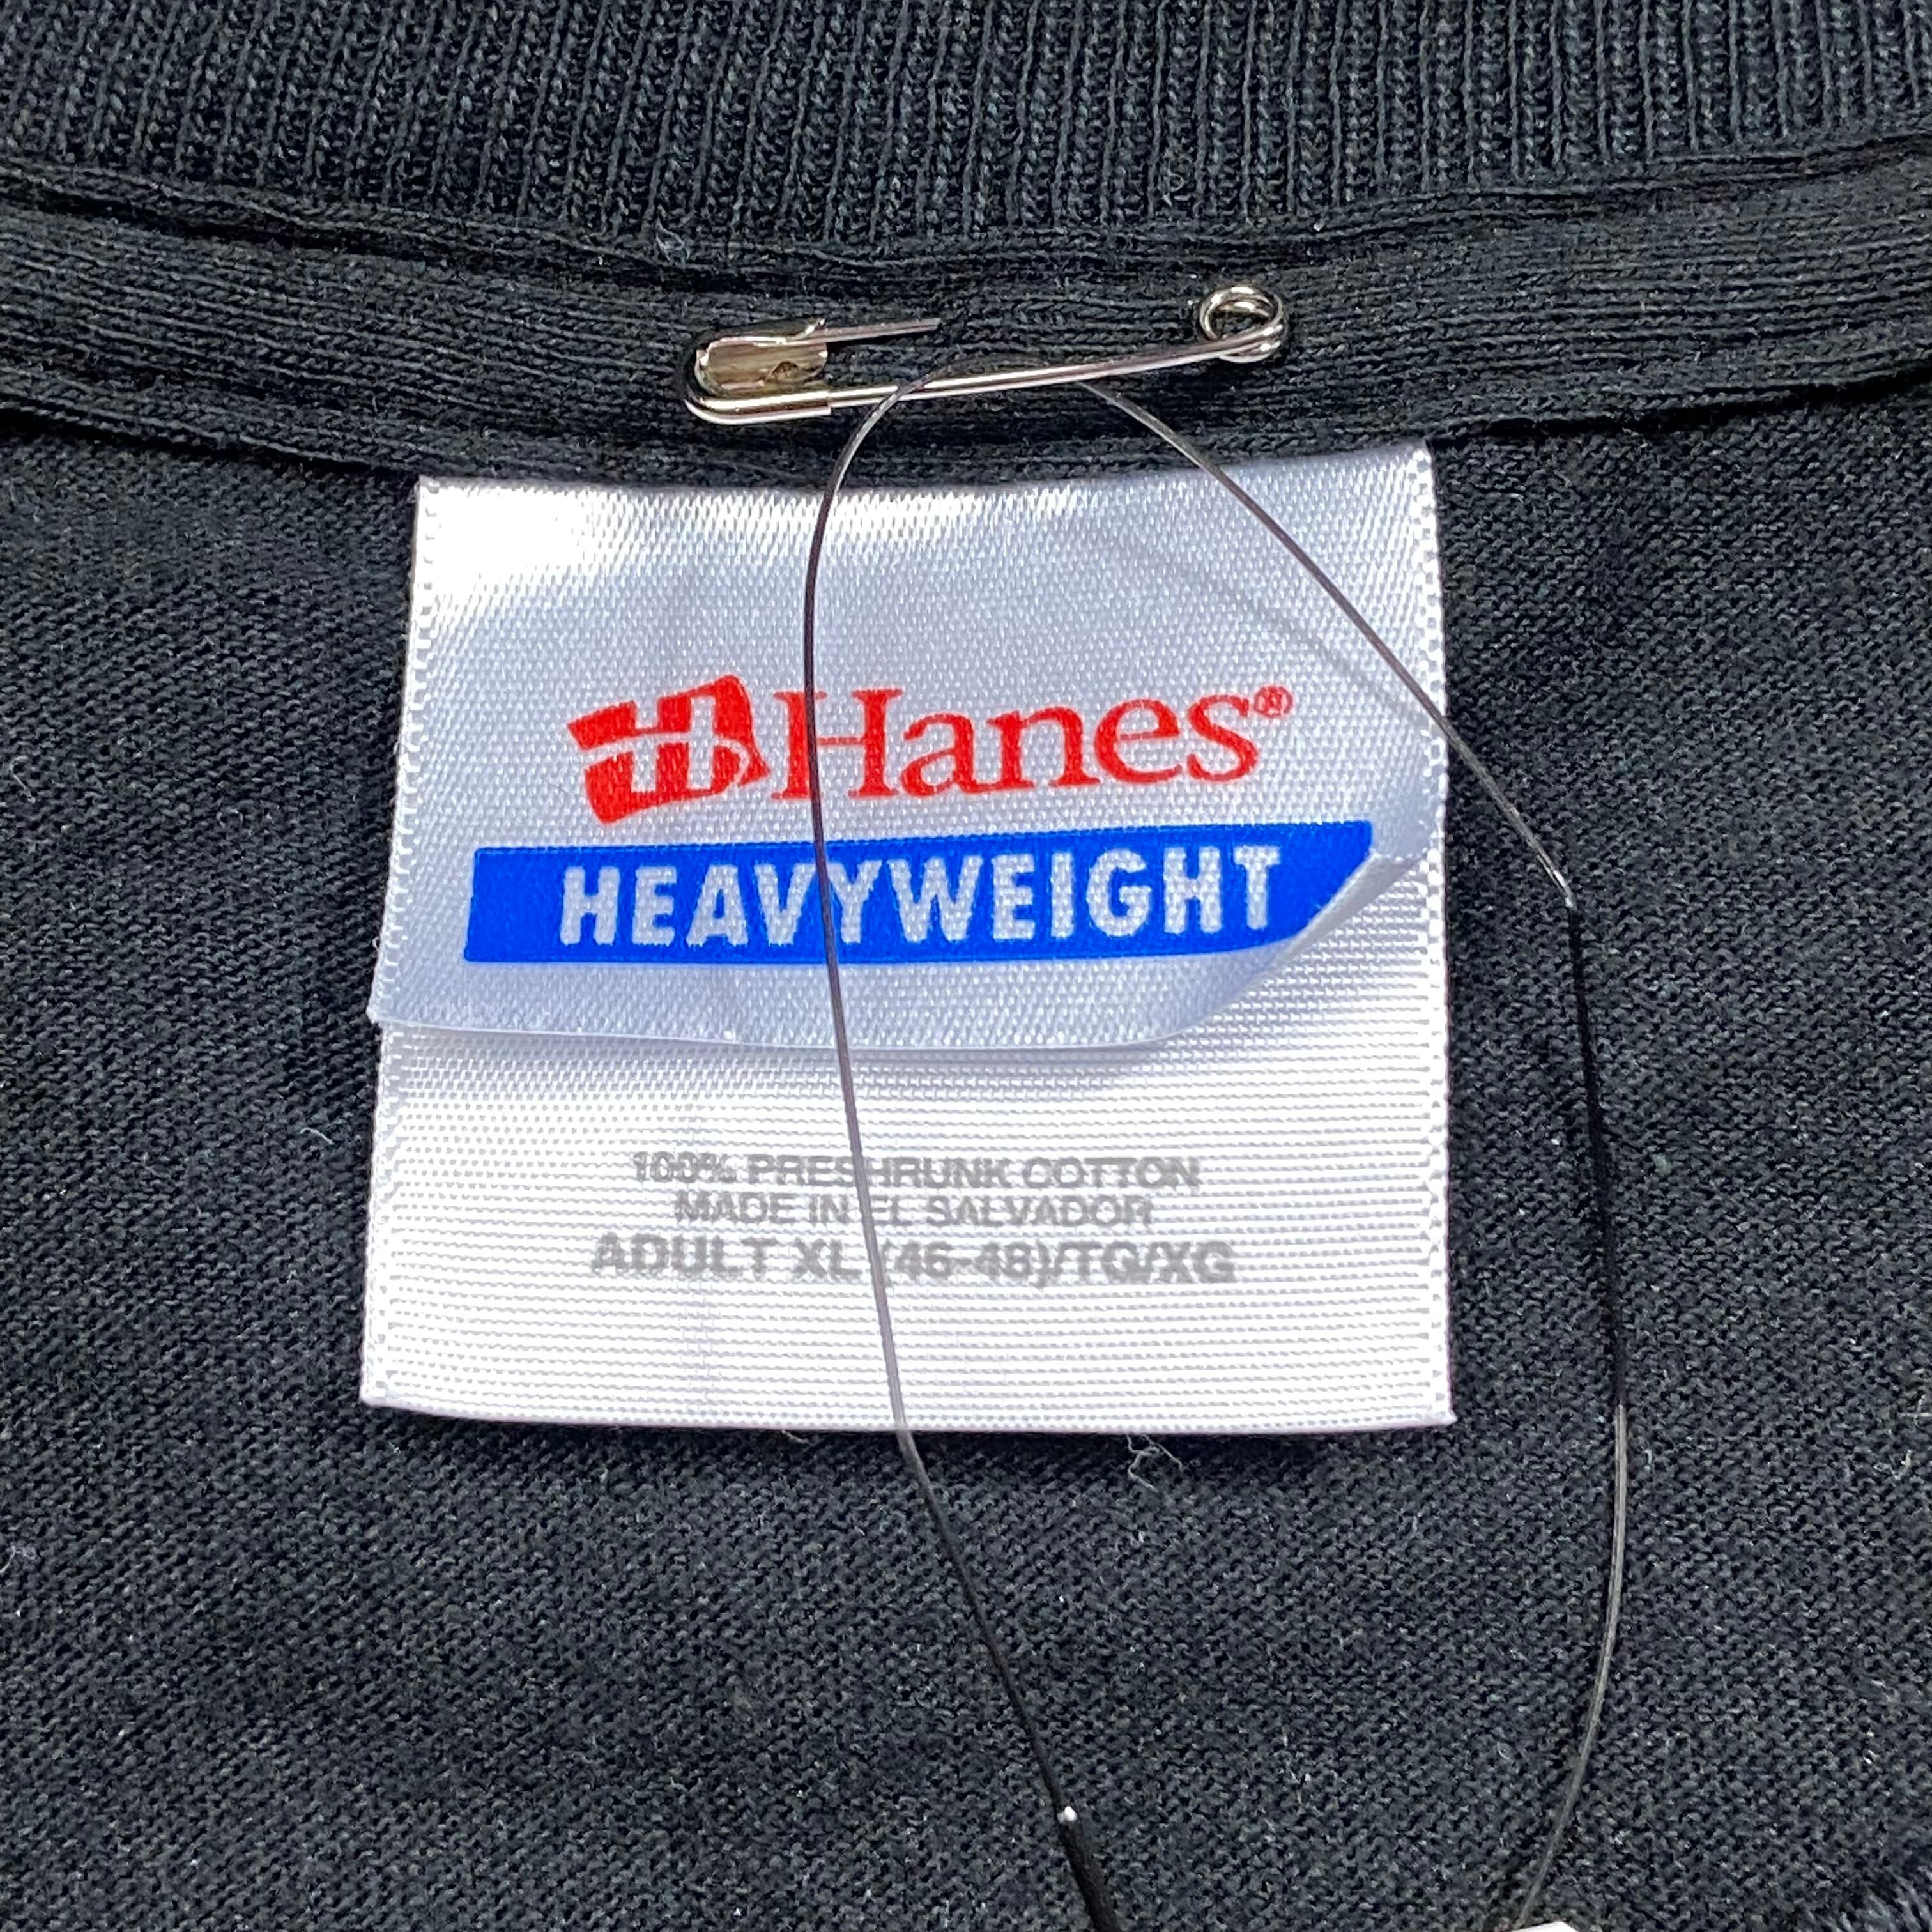 Hanes®
HEAVYWEIGHT
100% PRESHRUNK COTTON
MADE IN EL SALVADOR
ADULT XL (46-48)/TG/XG